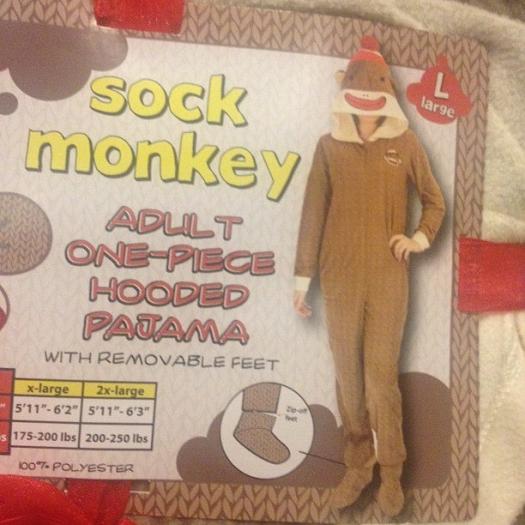 sock
monkey
ADULT
ONE-PIECE
HOODED
PAJAMA
WITH REMOVABLE FEET
L
large
x-large 2x-large
5'11"- 6'2" 5'11"- 6'3"
175-200 lbs 200-250 lbs
100% POLYESTER
Zip-off
feet